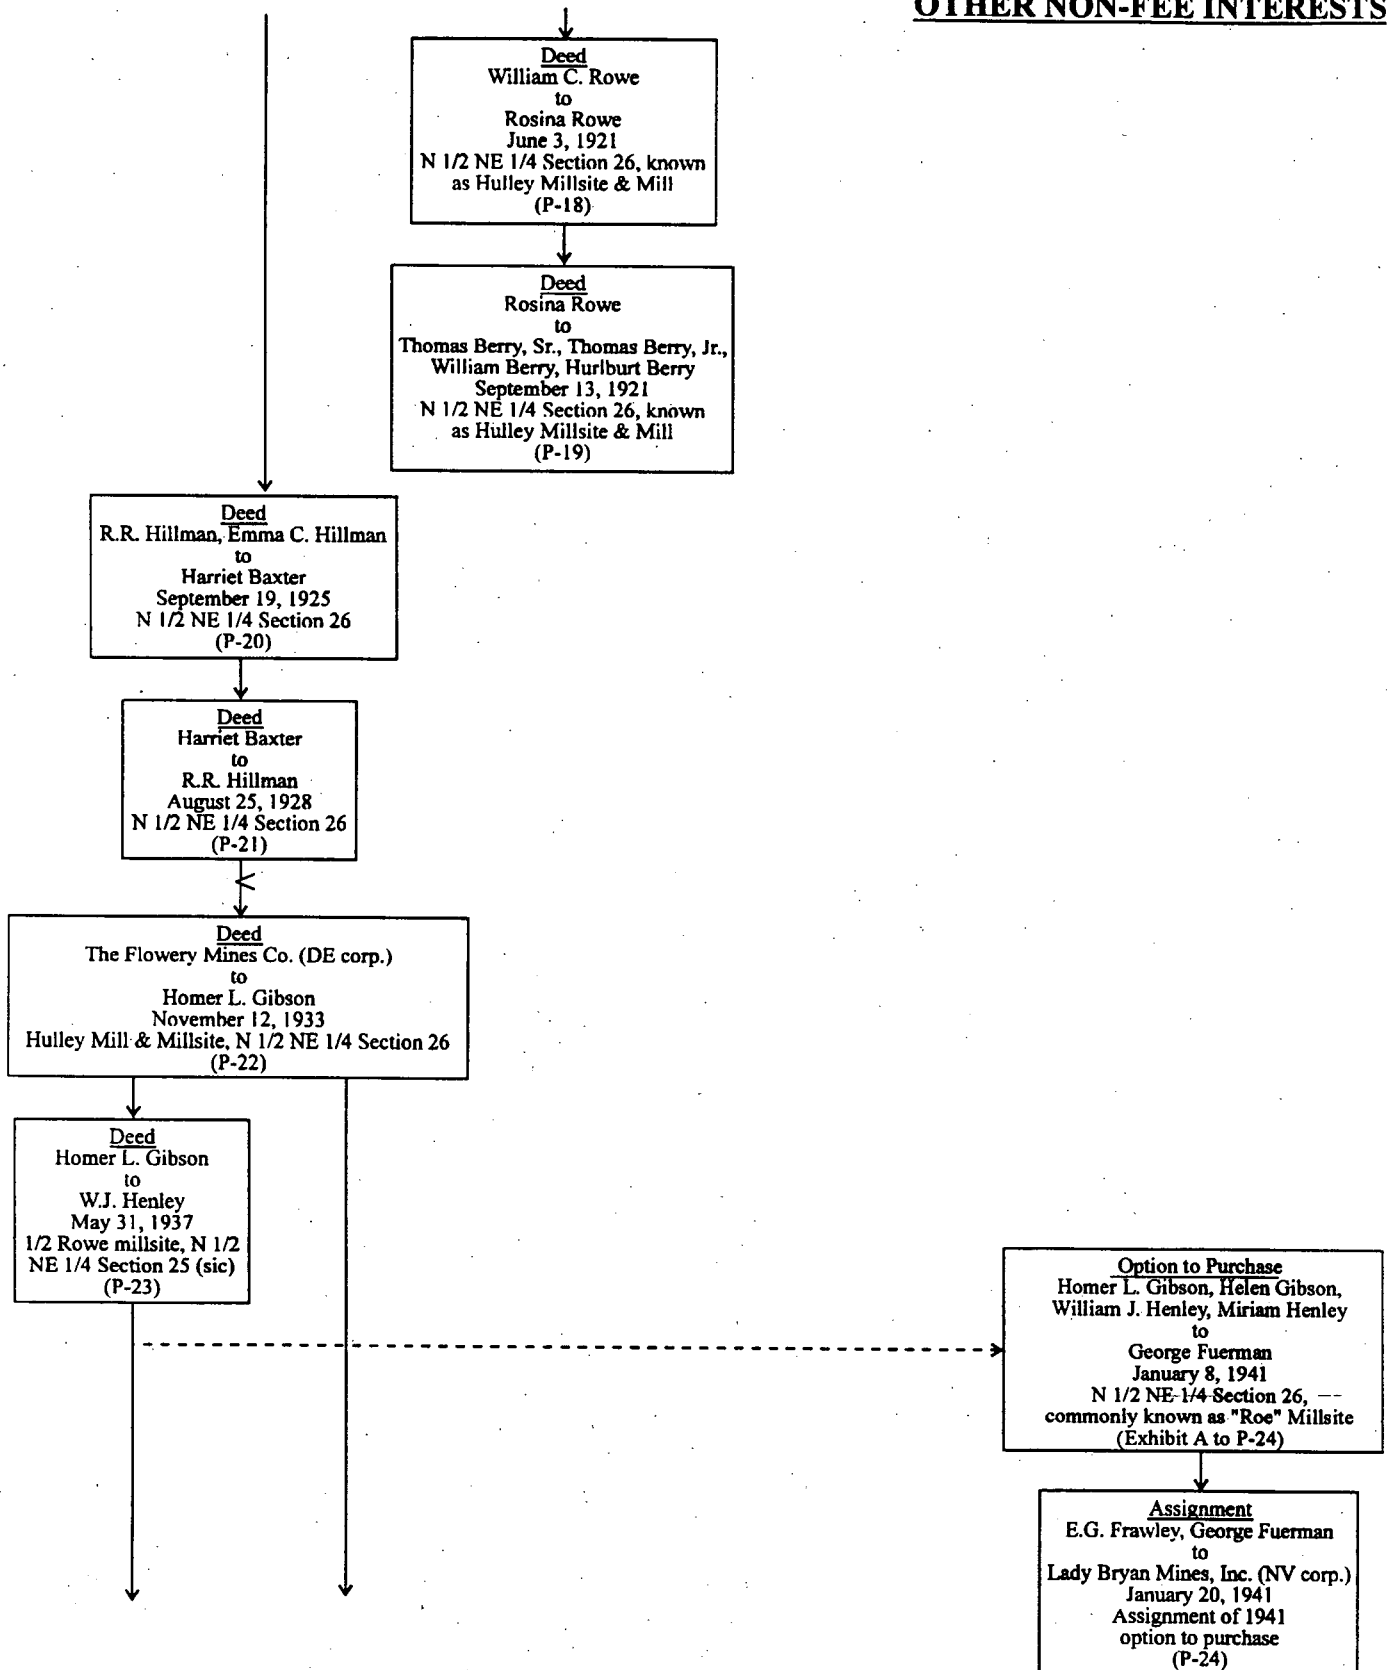 OTHER NON-FEE INTERESTS
Deed
William C. Rowe
to
Rosina Rowe
June 3, 1921
N 1/2 NE 1/4 Section 26, known
as Hulley Millsite & Mill
(P-18)
Deed
Rosina Rowe
to
Thomas Berry, Sr., Thomas Berry, Jr.,
William Berry, Hurlburt Berry
September 13, 1921
N 1/2 NE 1/4 Section 26, known
as Hulley Millsite & Mill
(P-19)
Deed
R.R. Hillman, Emma C. Hillman
to
Harriet Baxter
September 19, 1925
N 1/2 NE 1/4 Section 26
(P-20)
Deed
Harriet Baxter
to
R.R. Hillman
August 25, 1928
N 1/2 NE 1/4 Section 26
(P-21)
Deed
The Flowery Mines Co. (DE corp.)
to
Homer L. Gibson
November 12, 1933
Hulley Mill & Millsite, N 1/2 NE 1/4 Section 26
(P-22)
Deed
Homer L. Gibson
to
W.J. Henley
May 31, 1937
1/2 Rowe millsite, N 1/2
NE 1/4 Section 25 (sic)
(P-23)
Option to Purchase
Homer L. Gibson, Helen Gibson,
William J. Henley, Miriam Henley
to
George Fuerman
January 8, 1941
N 1/2 NE 1/4 Section 26,
commonly known as "Roe" Millsite
(Exhibit A to P-24)
Assignment
E.G. Frawley, George Fuerman
to
Lady Bryan Mines, Inc. (NV corp.)
January 20, 1941
Assignment of 1941
option to purchase
(P-24)